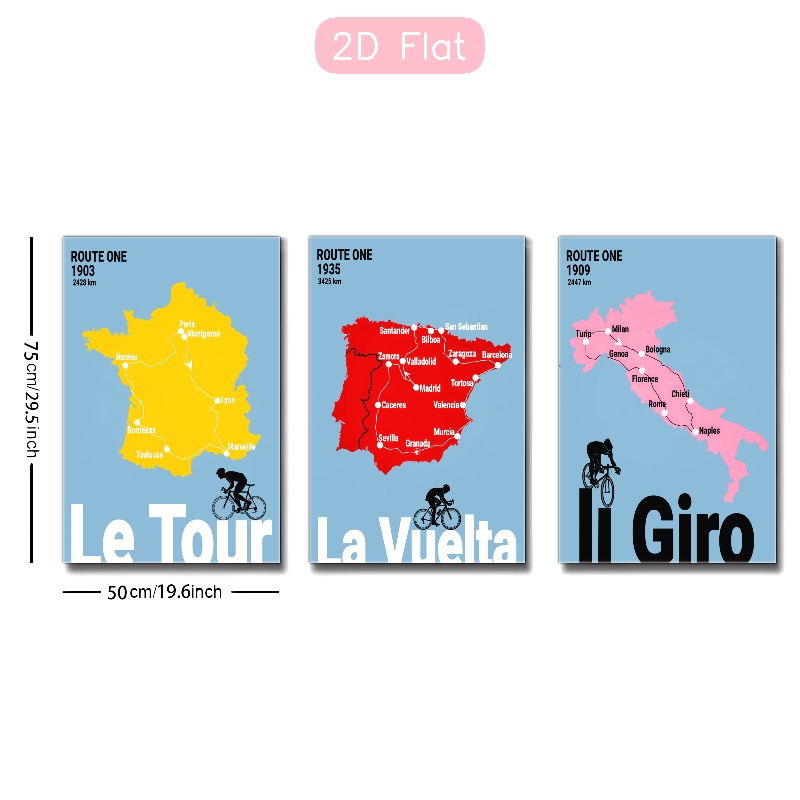 2D Flat
75cm/29.5inch
50cm/19.6inch
ROUTE ONE
1903
2428 km
Paris
Montgeron
Nantes
Lyon
Bordeaux
Toulouse
Marseille
Le Tour
ROUTE ONE
1935
3425 km
Santander
San Sebastian
Bilboa
Zamora
Valladolid
Zaragoza
Barcelona
Madrid
Tortosa
Caceres
Valencia
Murcia
Sevilla
Granada
La Vuelta
ROUTE ONE
1909
2447 km
Milan
Turin
Genoa
Bologna
Florence
Chieti
Rome
Naples
Il Giro